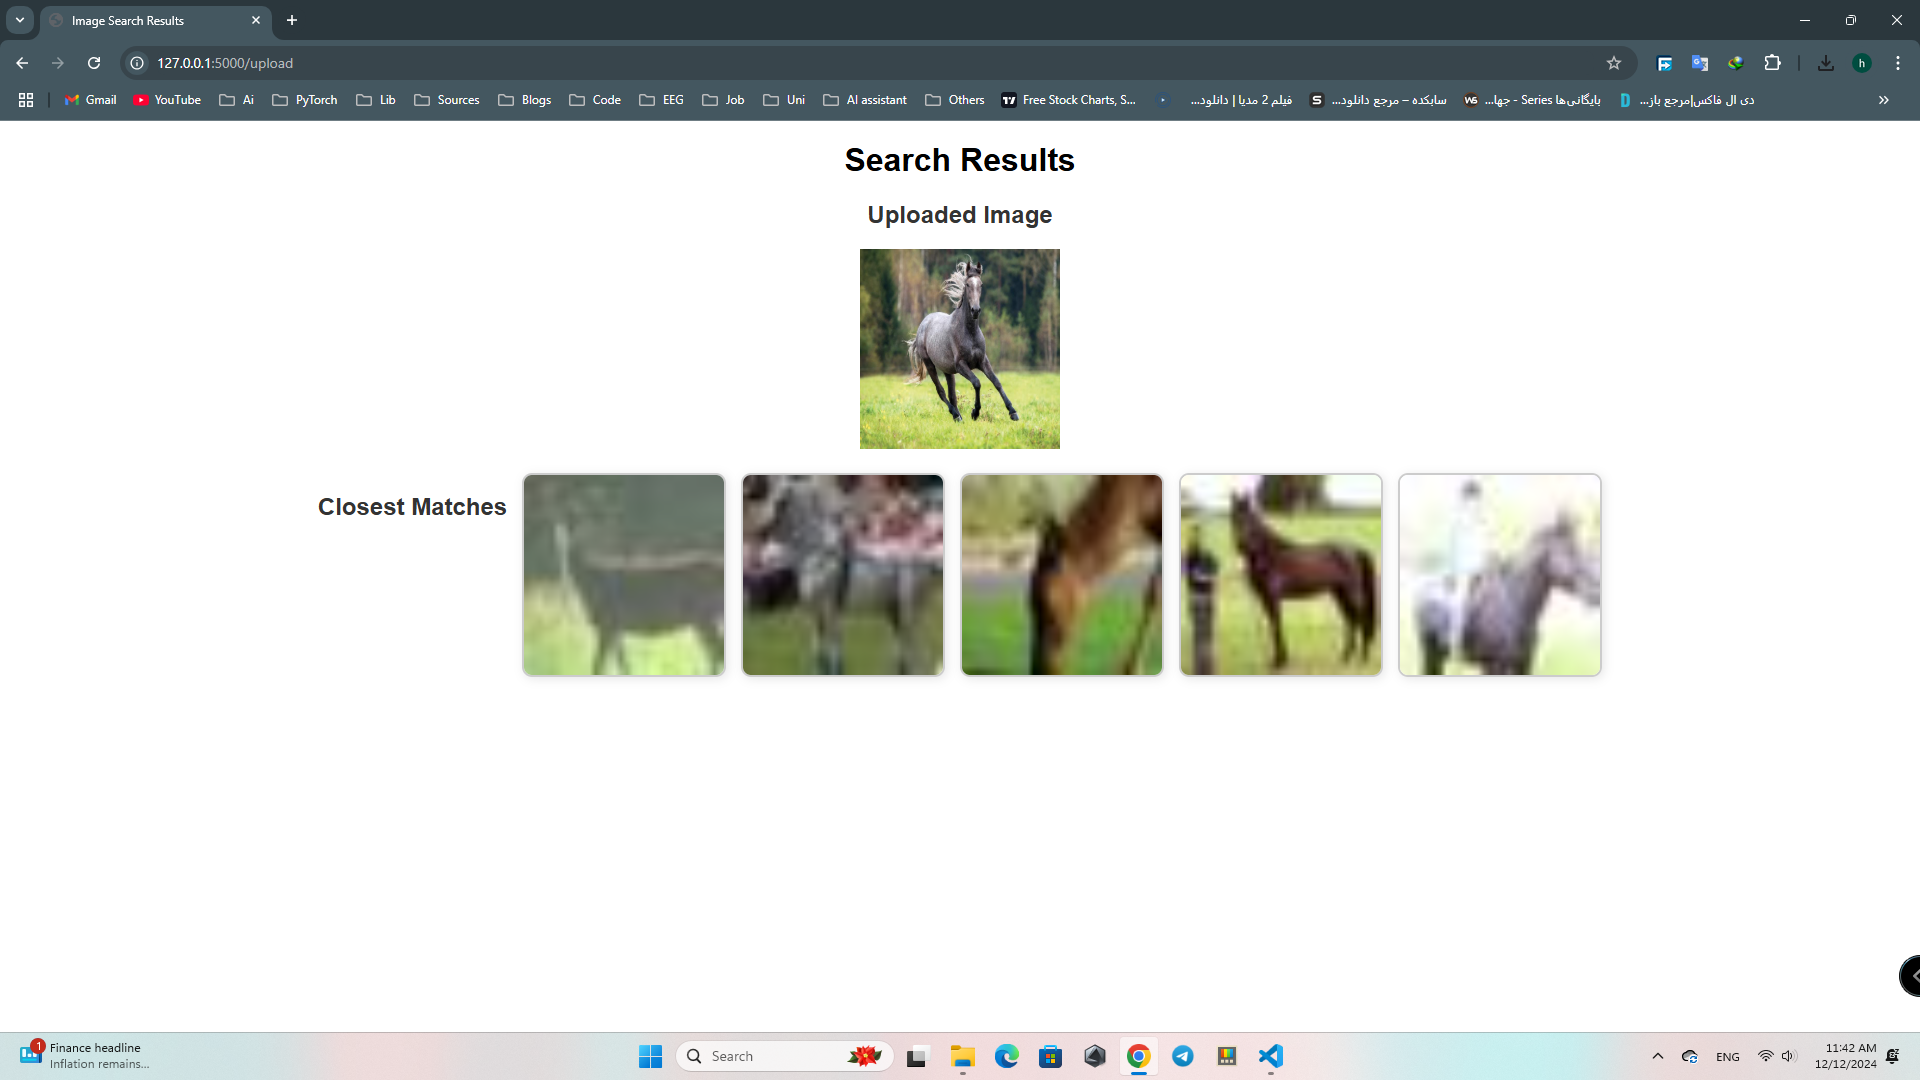 Image Search Results
127.0.0.1:5000/upload
h
Gmail
YouTube
Ai
PyTorch
Lib
Sources
Blogs
Code
EEG
Job
Uni
AI assistant
Others
Free Stock Charts, S...
فیلم 2 مدیا | دانلود...
سابکده – مرجع دانلود...
بایگانی‌ها Series - جها...
دی ال فاکس|مرجع باز...
Search Results
Uploaded Image
Closest Matches
1
Finance headline
Inflation remains...
Search
ENG
11:42 AM
12/12/2024